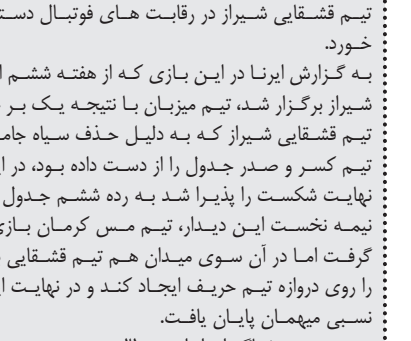 تیم قشقایی شیراز در رقابت های فوتبال دسته
خورد.
به گزارش ایرنا در این بازی که از هفته ششم
شیراز برگزار شد، تیم میزبان با نتیجه یک بر
تیم قشقایی شیراز که به دلیل حذف سیاه جامه
تیم کسر و صدر جدول را از دست داده بود، در
نهایت شکست را پذیرا شد به رده ششم جدول
نیمه نخست این دیدار، تیم مس کرمان
گرفت اما در آن سوی میدان هم تیم قشقایی
را روی دروازه تیم حریف ایجاد کند و در نهایت
نسبی میهمان پایان یافت.